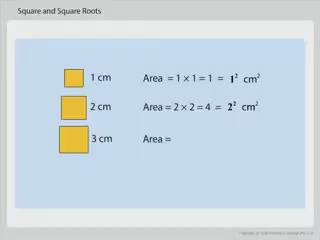 Square and Square Roots
1 cm Area = 1 × 1 = 1 = 1² cm²
2 cm Area = 2 × 2 = 4 = 2² cm²
3 cm Area =